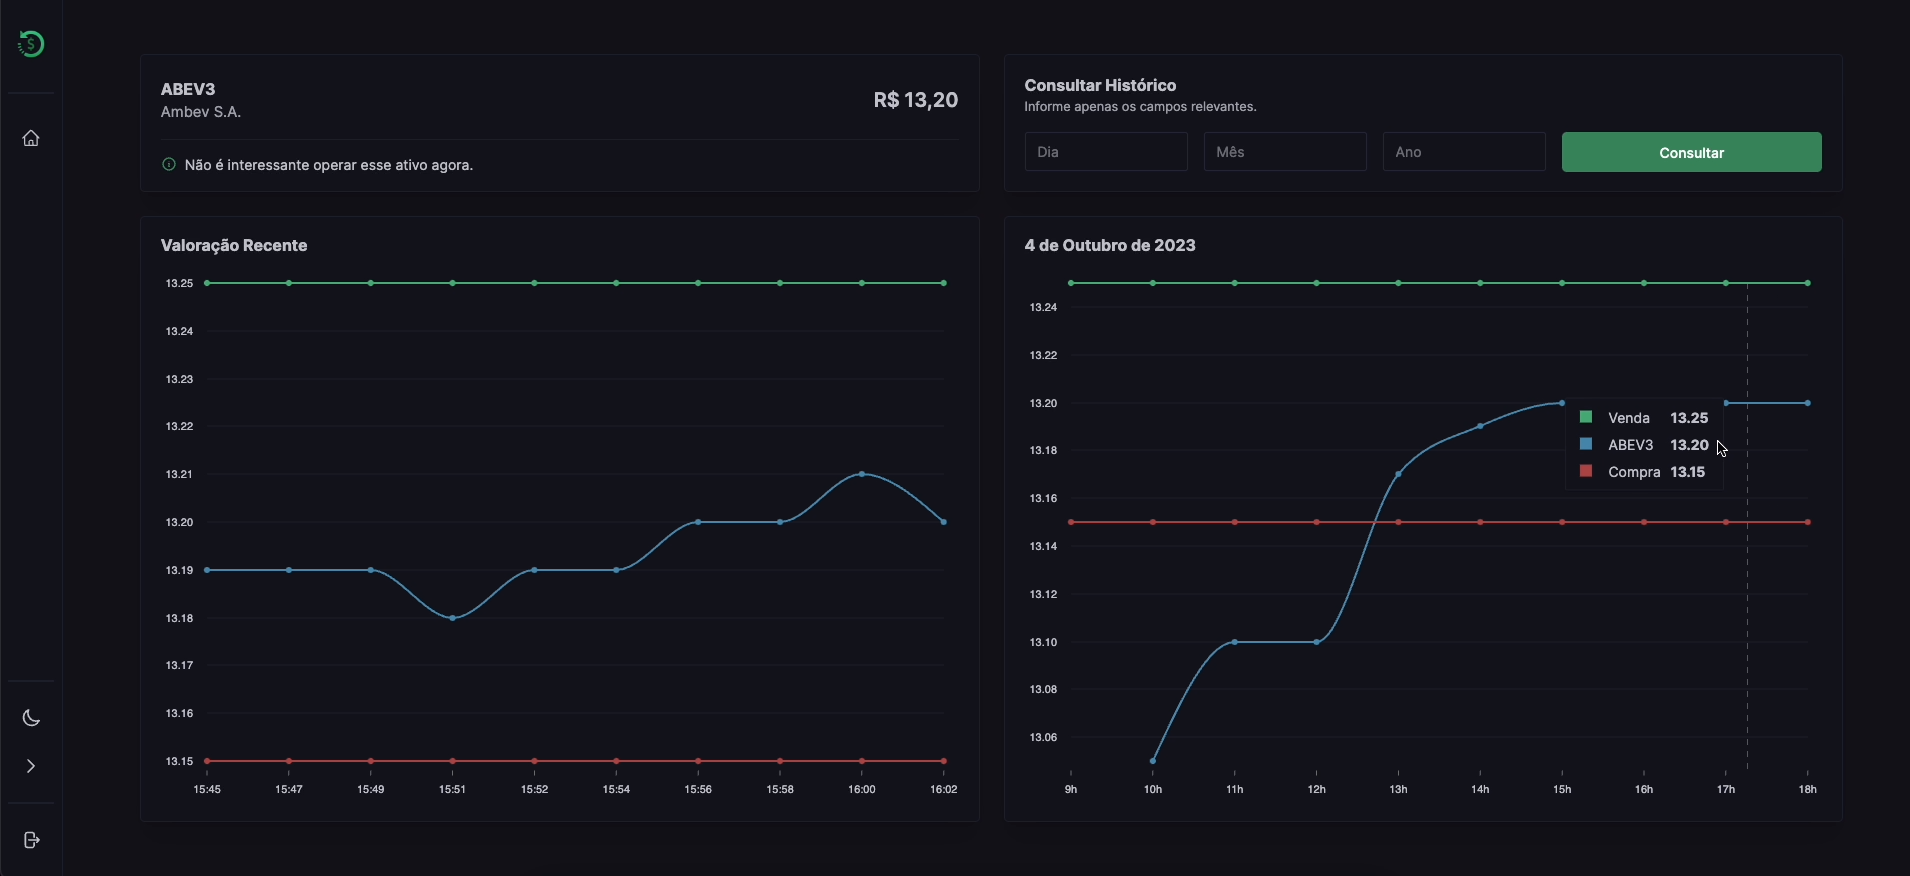 ABEV3
Ambev S.A.
R$ 13,20
Não é interessante operar esse ativo agora.
Consultar Histórico
Informe apenas os campos relevantes.
Dia
Mês
Ano
Consultar
Valoração Recente
13.25
13.24
13.23
13.22
13.21
13.20
13.19
13.18
13.17
13.16
13.15
15:45 15:47 15:49 15:51 15:52 15:54 15:56 15:58 16:00 16:02
4 de Outubro de 2023
13.24
13.22
13.20
13.18
13.16
13.14
13.12
13.10
13.08
13.06
Venda 13.25
ABEV3 13.20
Compra 13.15
9h 10h 11h 12h 13h 14h 15h 16h 17h 18h